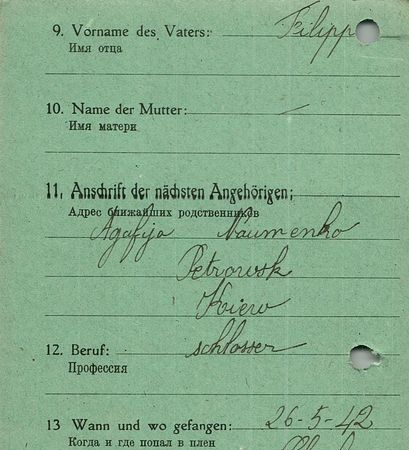 9. Vorname des Vaters: Filipp
Имя отца
10. Name der Mutter: —
Имя матери
11. Anschrift der nächsten Angehörigen:
Адрес ближайших родственников
Agafija Naumenko
Petrowsk
Kiew
12. Beruf: schlosser
Профессия
13 Wann und wo gefangen: 26-5-42
Когда и где попал в плен